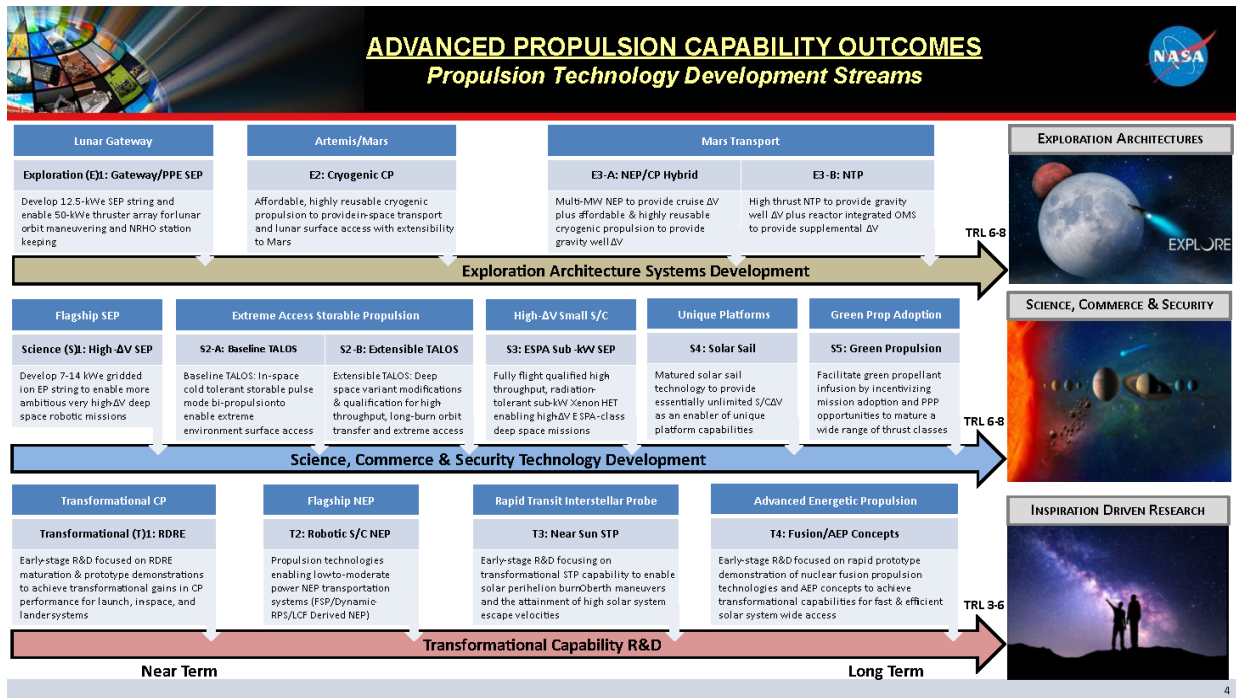 ADVANCED PROPULSION CAPABILITY OUTCOMES
Propulsion Technology Development Streams
NASA
Lunar Gateway
Exploration (E)1: Gateway/PPE SEP
Develop 12.5-kWe SEP string and
enable 50-kWe thruster array for lunar
orbit maneuvering and NRHO station
keeping
Artemis/Mars
E2: Cryogenic CP
Affordable, highly reusable cryogenic
propulsion to providein-space transport
and lunar surface access with extensibility
to Mars
Mars Transport
E3-A: NEP/CP Hybrid
Multi-MW NEP to provide cruise ΔV
plus affordable & highly reusable
cryogenic propulsion to provide
gravity well ΔV
E3-B: NTP
High thrust NTP to provide gravity
well ΔV plus reactor integrated OMS
to provide supplemental ΔV
TRL 6-8
Exploration Architecture Systems Development
EXPLORATION ARCHITECTURES
EXPLORE
Flagship SEP
Science (S)1: High-ΔV SEP
Develop 7-14 kW gridded
ion EP string to enable more
ambitious very high-ΔV deep
space robotic missions
Extreme Access Storable Propulsion
S2-A: Baseline TALOS
Baseline TALOS: In-space
cold tolerant storable pulse
mode bi-propulsionto
enable extreme
environment surface access
S2-B: Extensible TALOS
Extensible TALOS: Deep
space variant modifications
& qualification for high
throughput, long-burn orbit
transfer and extreme access
High-ΔV Small S/C
S3: ESPA Sub -kW SEP
Fully flight qualified high
throughput, radiation-
tolerant sub-kW Xenon HET
enabling high ΔV E SPA-class
deep space missions
Unique Platforms
S4: Solar Sail
Matured solar sail
technology to provide
essentially unlimited S/CΔV
as an enabler of unique
platform capabilities
Green Prop Adoption
S5: Green Propulsion
Facilitate green propellant
infusion by incentivizing
mission adoption and PPP
opportunities to mature a
wide range of thrust classes
TRL 6-8
Science, Commerce & Security Technology Development
SCIENCE, COMMERCE & SECURITY
Transformational CP
Transformational (T)1: RDRE
Early-stage R&D focused on RDRE
maturation & prototype demonstrations
to achieve transformational gains in CP
performance for launch, inspace, and
landersystems
Flagship NEP
T2: Robotic S/C NEP
Propulsion technologies
enabling lowto-moderate
power NEP transportation
systems (FSP/Dynamic
RPS/LCF Derived NEP)
Rapid Transit Interstellar Probe
T3: Near Sun STP
Early-stage R&D focusing on
transformational STP capability to enable
solar perihelion burnOberth maneuvers
and the attainment of high solar system
escape velocities
Advanced Energetic Propulsion
T4: Fusion/AEP Concepts
Early-stage R&D focused on rapid prototype
demonstration of nuclear fusion propulsion
technologies and AEP concepts to achieve
transformational capabilities for fast & efficient
solar system wide access
TRL 3-6
Transformational Capability R&D
INSPIRATION DRIVEN RESEARCH
Near Term
Long Term
4